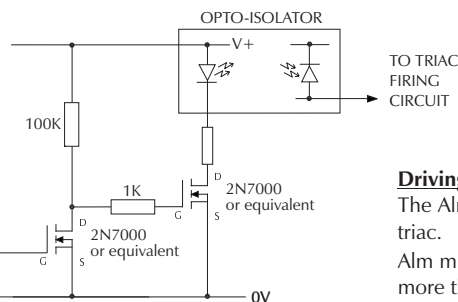 OPTO-ISOLATOR
V+
TO TRIAC
FIRING
CIRCUIT
100K
1K
D
G
S
2N7000
or equivalent
D
G
S
2N7000
or equivalent
0V
Driving
The Al
triac.
Alm m
more t